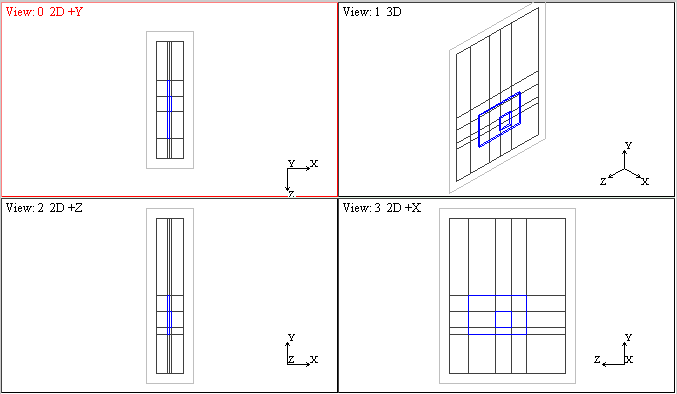 View: 0 2D +Y
Y X
Z
View: 1 3D
Y
Z X
View: 2 2D +Z
Y
Z X
View: 3 2D +X
Y
Z X